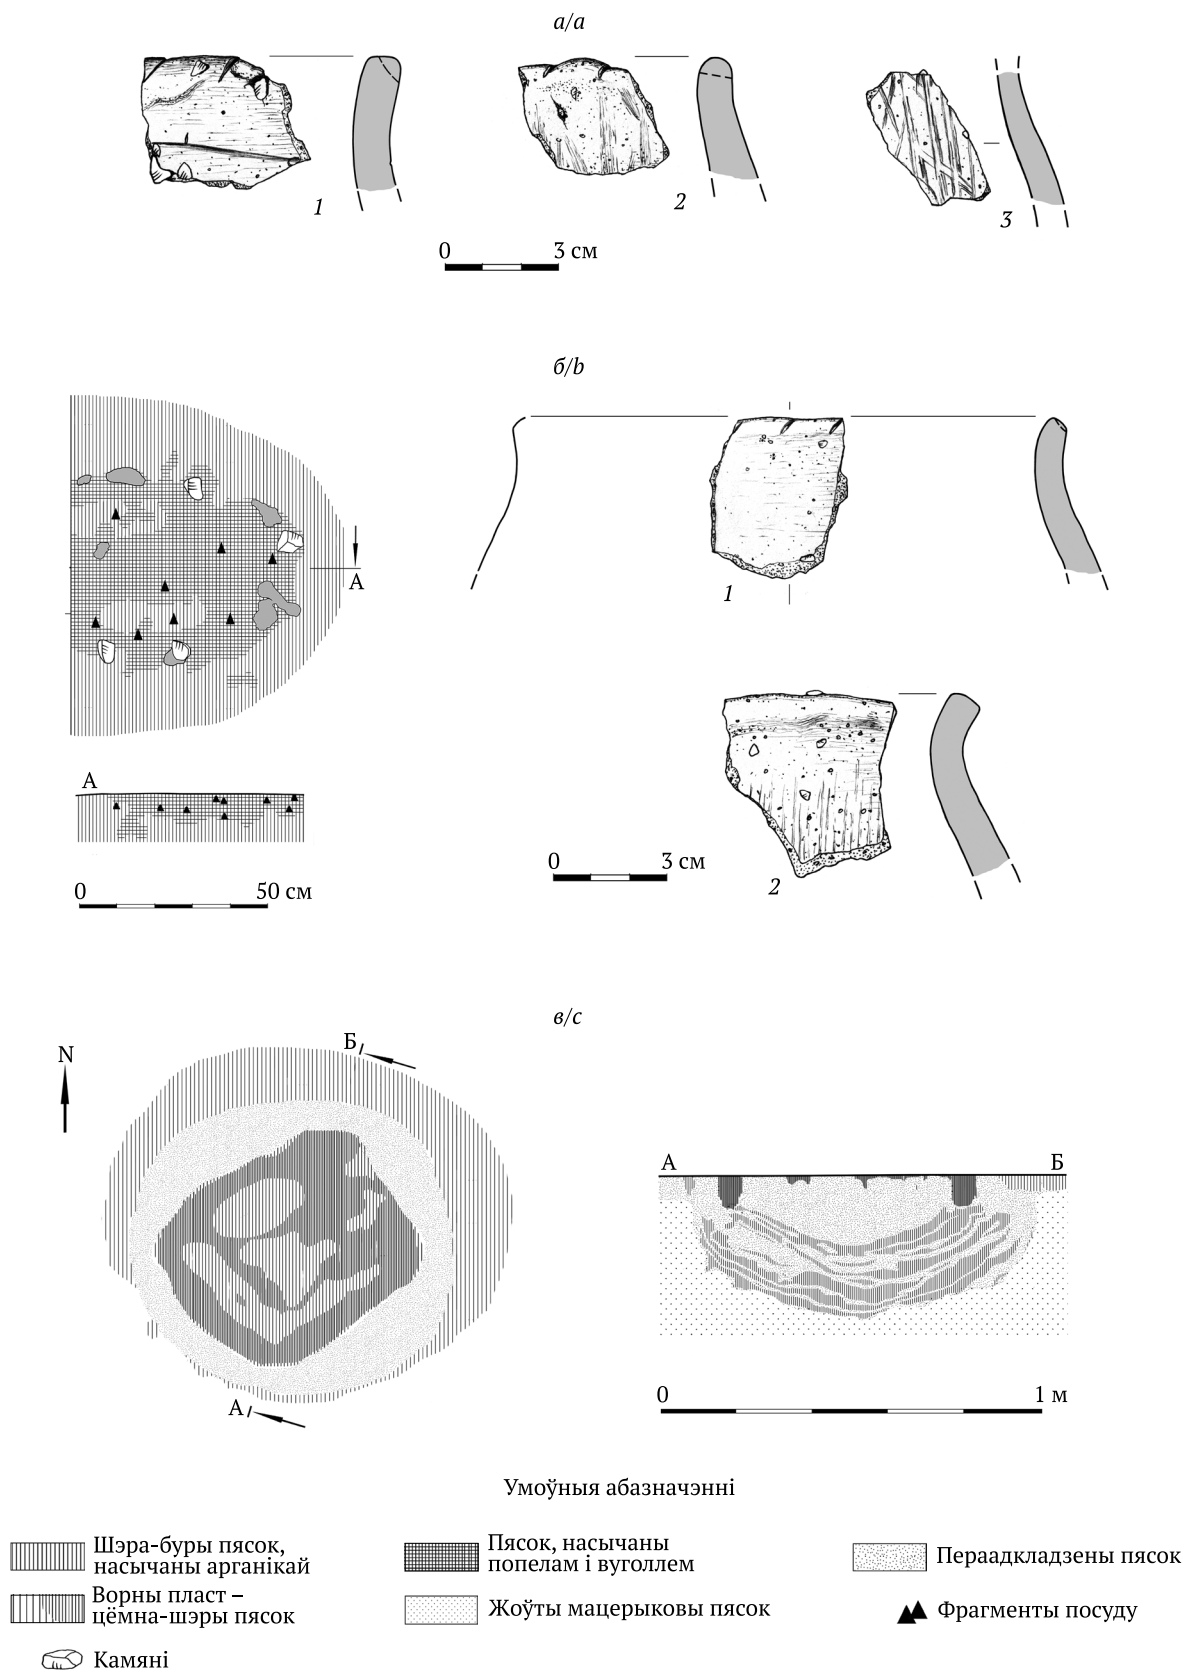 а/a
1
2
3
0 3 см
б/b
А
1
А
0 3 см
2
0 50 см
в/c
N
Б
А Б
А
0 1 м
Умоўныя абазначэнні
Шэра-буры пясок,
насычаны арганікай
Пясок, насычаны
попелам і вуголлем
Пераадкладзены пясок
Ворны пласт –
цёмна-шэры пясок
Жоўты мацерыковы пясок
Фрагменты посуду
Камяні